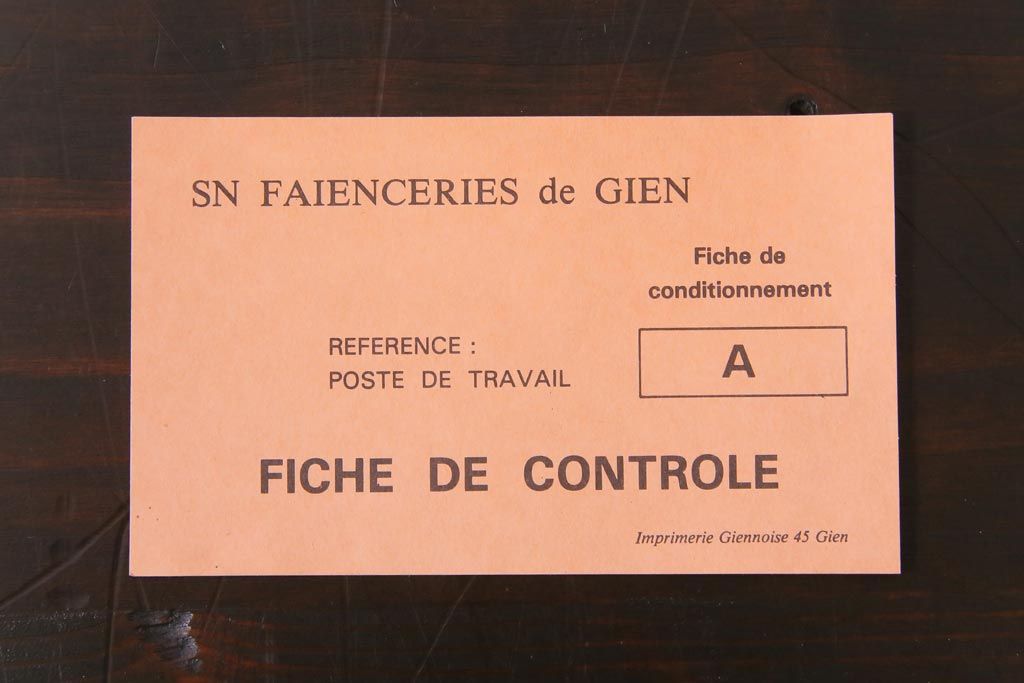 SN FAIENCERIES de GIEN
Fiche de
conditionnement
REFERENCE :
POSTE DE TRAVAIL
A
FICHE DE CONTROLE
Imprimerie Giennoise 45 Gien